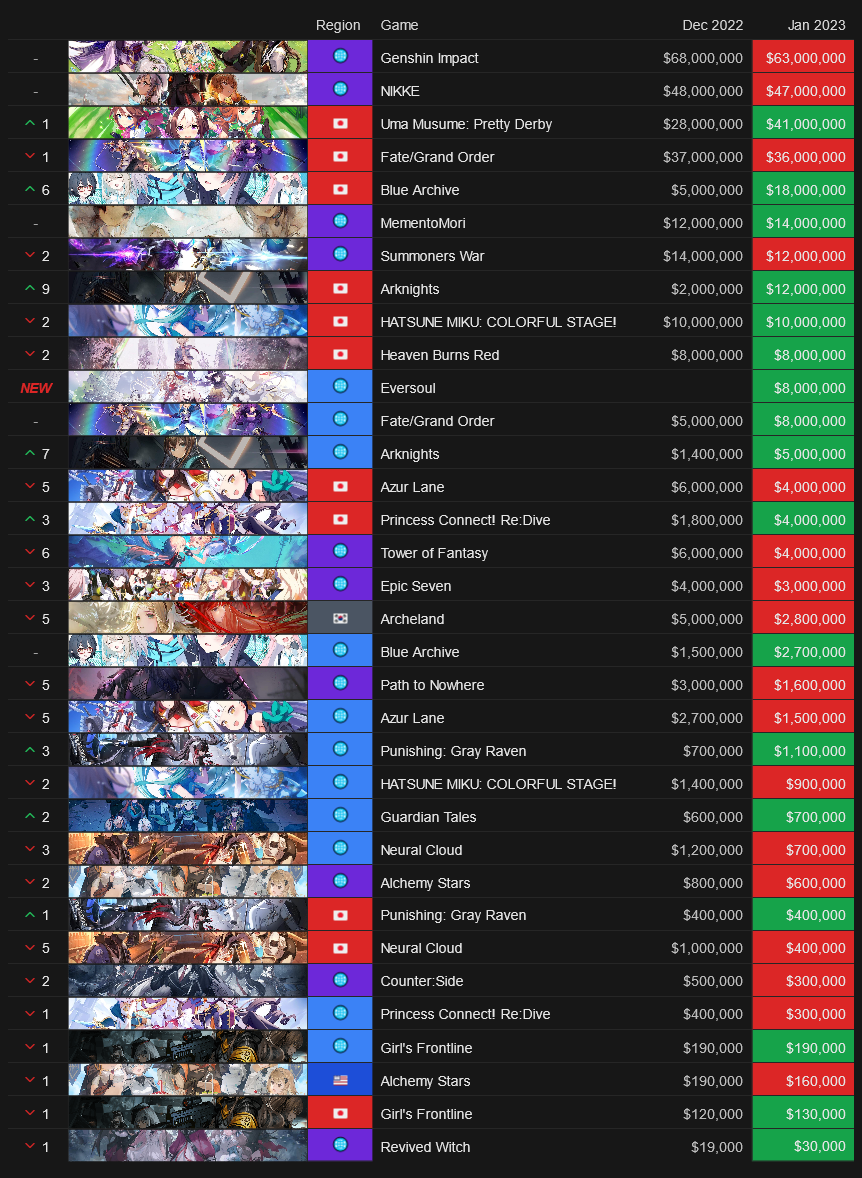 Region Game Dec 2022 Jan 2023
- Genshin Impact $68,000,000 $63,000,000
- NIKKE $48,000,000 $47,000,000
1 Uma Musume: Pretty Derby $28,000,000 $41,000,000
1 Fate/Grand Order $37,000,000 $36,000,000
6 Blue Archive $5,000,000 $18,000,000
- MementoMori $12,000,000 $14,000,000
2 Summoners War $14,000,000 $12,000,000
9 Arknights $2,000,000 $12,000,000
2 HATSUNE MIKU: COLORFUL STAGE! $10,000,000 $10,000,000
2 Heaven Burns Red $8,000,000 $8,000,000
NEW Eversoul $8,000,000
- Fate/Grand Order $5,000,000 $8,000,000
7 Arknights $1,400,000 $5,000,000
5 Azur Lane $6,000,000 $4,000,000
3 Princess Connect! Re:Dive $1,800,000 $4,000,000
6 Tower of Fantasy $6,000,000 $4,000,000
3 Epic Seven $4,000,000 $3,000,000
5 Archeland $5,000,000 $2,800,000
- Blue Archive $1,500,000 $2,700,000
5 Path to Nowhere $3,000,000 $1,600,000
5 Azur Lane $2,700,000 $1,500,000
3 Punishing: Gray Raven $700,000 $1,100,000
2 HATSUNE MIKU: COLORFUL STAGE! $1,400,000 $900,000
2 Guardian Tales $600,000 $700,000
3 Neural Cloud $1,200,000 $700,000
2 Alchemy Stars $800,000 $600,000
1 Punishing: Gray Raven $400,000 $400,000
5 Neural Cloud $1,000,000 $400,000
2 Counter:Side $500,000 $300,000
1 Princess Connect! Re:Dive $400,000 $300,000
1 Girl's Frontline $190,000 $190,000
1 Alchemy Stars $190,000 $160,000
1 Girl's Frontline $120,000 $130,000
1 Revived Witch $19,000 $30,000